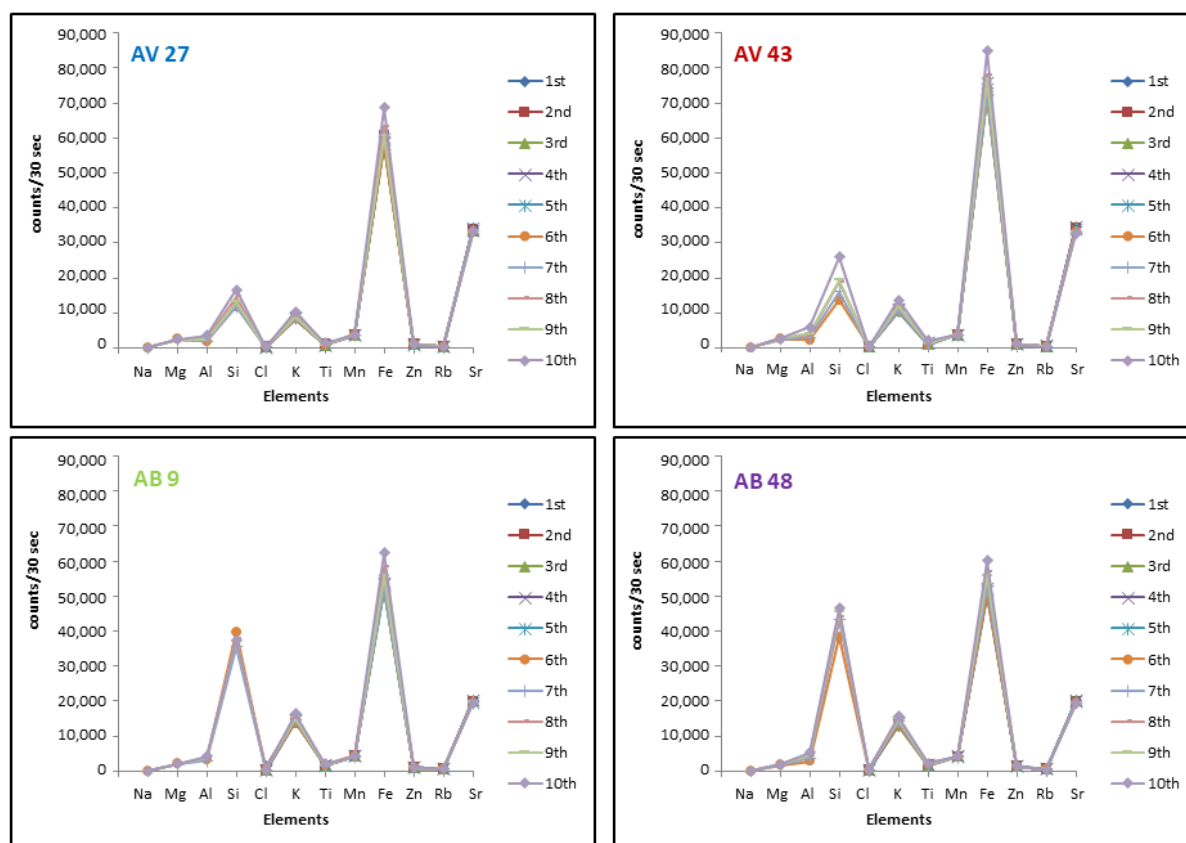 AV 27
90,000
80,000
70,000
60,000
50,000
40,000
30,000
20,000
10,000
0
counts/30 sec
Na Mg Al Si Cl K Ti Mn Fe Zn Rb Sr
Elements
1st
2nd
3rd
4th
5th
6th
7th
8th
9th
10th
AV 43
90,000
80,000
70,000
60,000
50,000
40,000
30,000
20,000
10,000
0
counts/30 sec
Na Mg Al Si Cl K Ti Mn Fe Zn Rb Sr
Elements
1st
2nd
3rd
4th
5th
6th
7th
8th
9th
10th
AB 9
90,000
80,000
70,000
60,000
50,000
40,000
30,000
20,000
10,000
0
counts/30 sec
Na Mg Al Si Cl K Ti Mn Fe Zn Rb Sr
Elements
1st
2nd
3rd
4th
5th
6th
7th
8th
9th
10th
AB 48
90,000
80,000
70,000
60,000
50,000
40,000
30,000
20,000
10,000
0
counts/30 sec
Na Mg Al Si Cl K Ti Mn Fe Zn Rb Sr
Elements
1st
2nd
3rd
4th
5th
6th
7th
8th
9th
10th